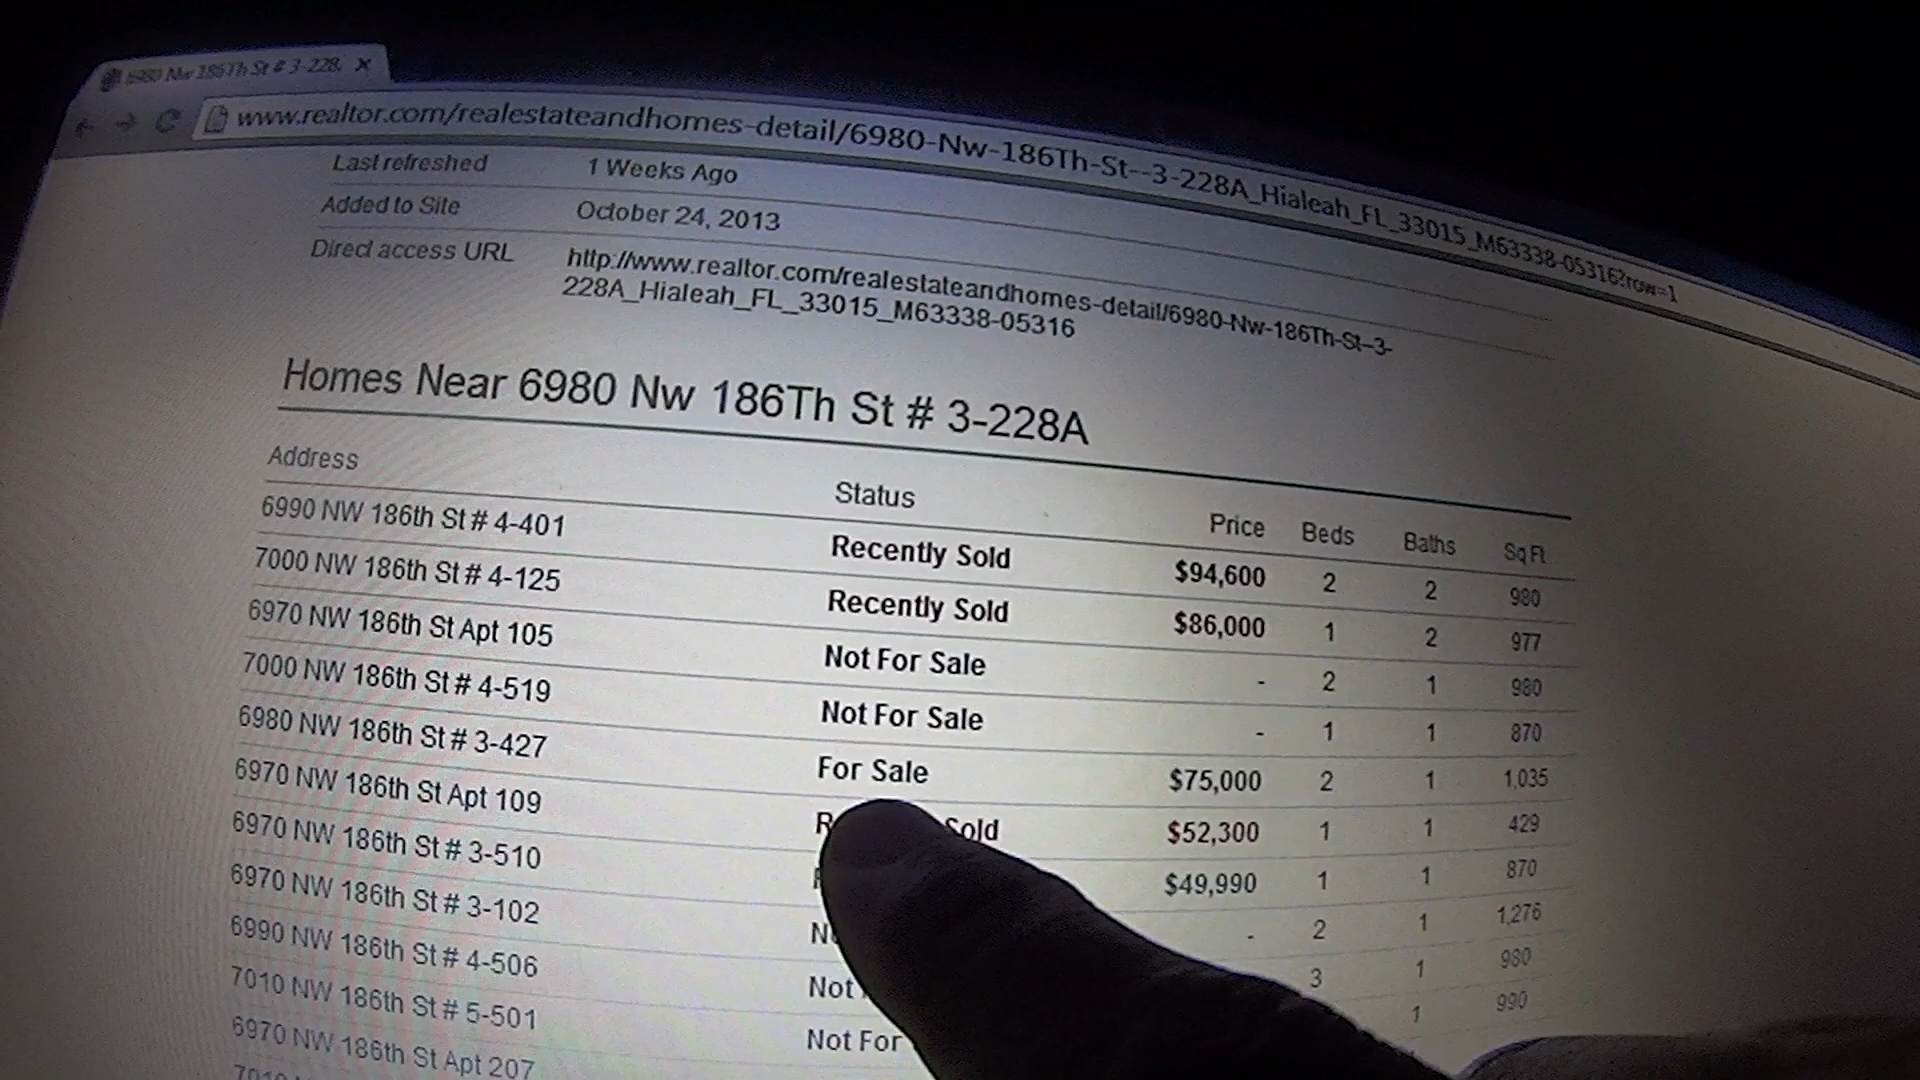 6980 Nw 186Th St # 3-228.
www.realtor.com/realestateandhomes-detail/6980-Nw-186Th-St--3-228A_Hialeah_FL_33015_M63338-05316?row=1
Last refreshed 1 Weeks Ago
Added to Site October 24, 2013
Direct access URL http://www.realtor.com/realestateandhomes-detail/6980-Nw-186Th-St--3-
228A_Hialeah_FL_33015_M63338-05316
Homes Near 6980 Nw 186Th St # 3-228A
Address Status Price Beds Baths Sq Ft
6990 NW 186th St # 4-401 Recently Sold $94,600 2 2 980
7000 NW 186th St # 4-125 Recently Sold $86,000 1 2 977
6970 NW 186th St Apt 105 Not For Sale - 2 1 980
7000 NW 186th St # 4-519 Not For Sale - 1 1 870
6980 NW 186th St # 3-427 For Sale $75,000 2 1 1,035
6970 NW 186th St Apt 109 Sold $52,300 1 1 429
6970 NW 186th St # 3-510 $49,990 1 1 870
6970 NW 186th St # 3-102 - 2 1 1,276
6990 NW 186th St # 4-506 Not 3 1 980
7010 NW 186th St # 5-501 Not For 1 990
6970 NW 186th St Apt 207